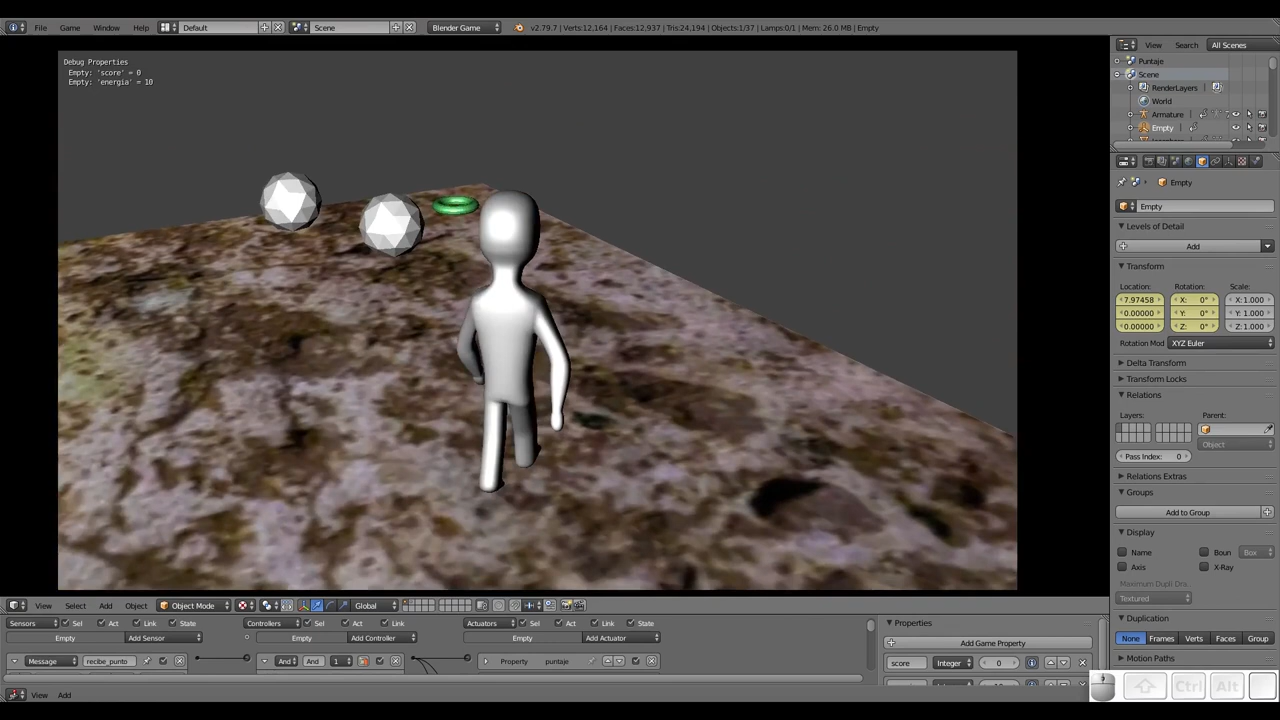 File Game Window Help Default Scene Blender Game v2.79.7 | Verts:12,164 | Faces:12,937 | Tris:24,194 | Objects:1/37 | Lamps:0/1 | Mem: 26.0 MB | Empty
View Search All Scenes
Debug Properties
Empty: 'score' = 0
Empty: 'energia' = 10
Puntaje
Scene
RenderLayers
World
Armature
Empty
Empty
Empty
Levels of Detail
Add
Transform
Location: Rotation: Scale:
7.97458 X: 0° X: 1.000
0.00000 Y: 0° Y: 1.000
0.00000 Z: 0° Z: 1.000
Rotation Mod XYZ Euler
Delta Transform
Transform Locks
Relations
Layers: Parent:
Object
Pass Index: 0
Relations Extras
Groups
Add to Group
Display
Name Boun Box
Axis X-Ray
Maximum Dupli Dra..
Textured
Duplication
None Frames Verts Faces Group
Motion Paths
View Select Add Object Object Mode Global
Sensors Sel Act Link State Controllers Sel Act Link Actuators Sel Act Link State
Empty Add Sensor Empty Add Controller Empty Add Actuator
Message recibe_punto And And 1 Property puntaje
Properties
Add Game Property
score Integer 0
View Add
Ctrl Alt